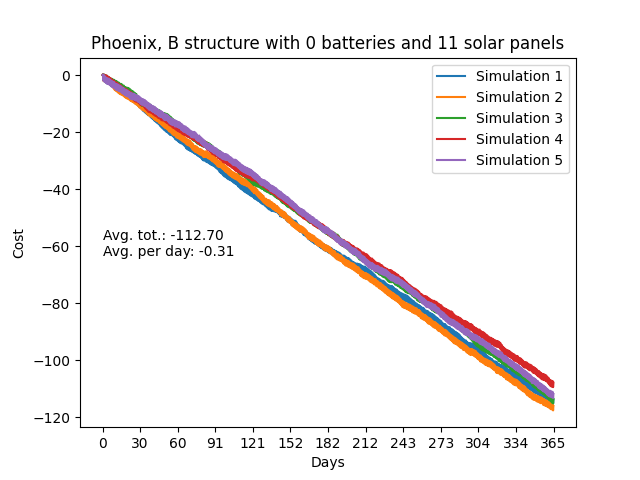 Phoenix, B structure with 0 batteries and 11 solar panels
Simulation 1
Simulation 2
Simulation 3
Simulation 4
Simulation 5
Avg. tot.: -112.70
Avg. per day: -0.31
Cost
0
−20
−40
−60
−80
−100
−120
0 30 60 91 121 152 182 212 243 273 304 334 365
Days